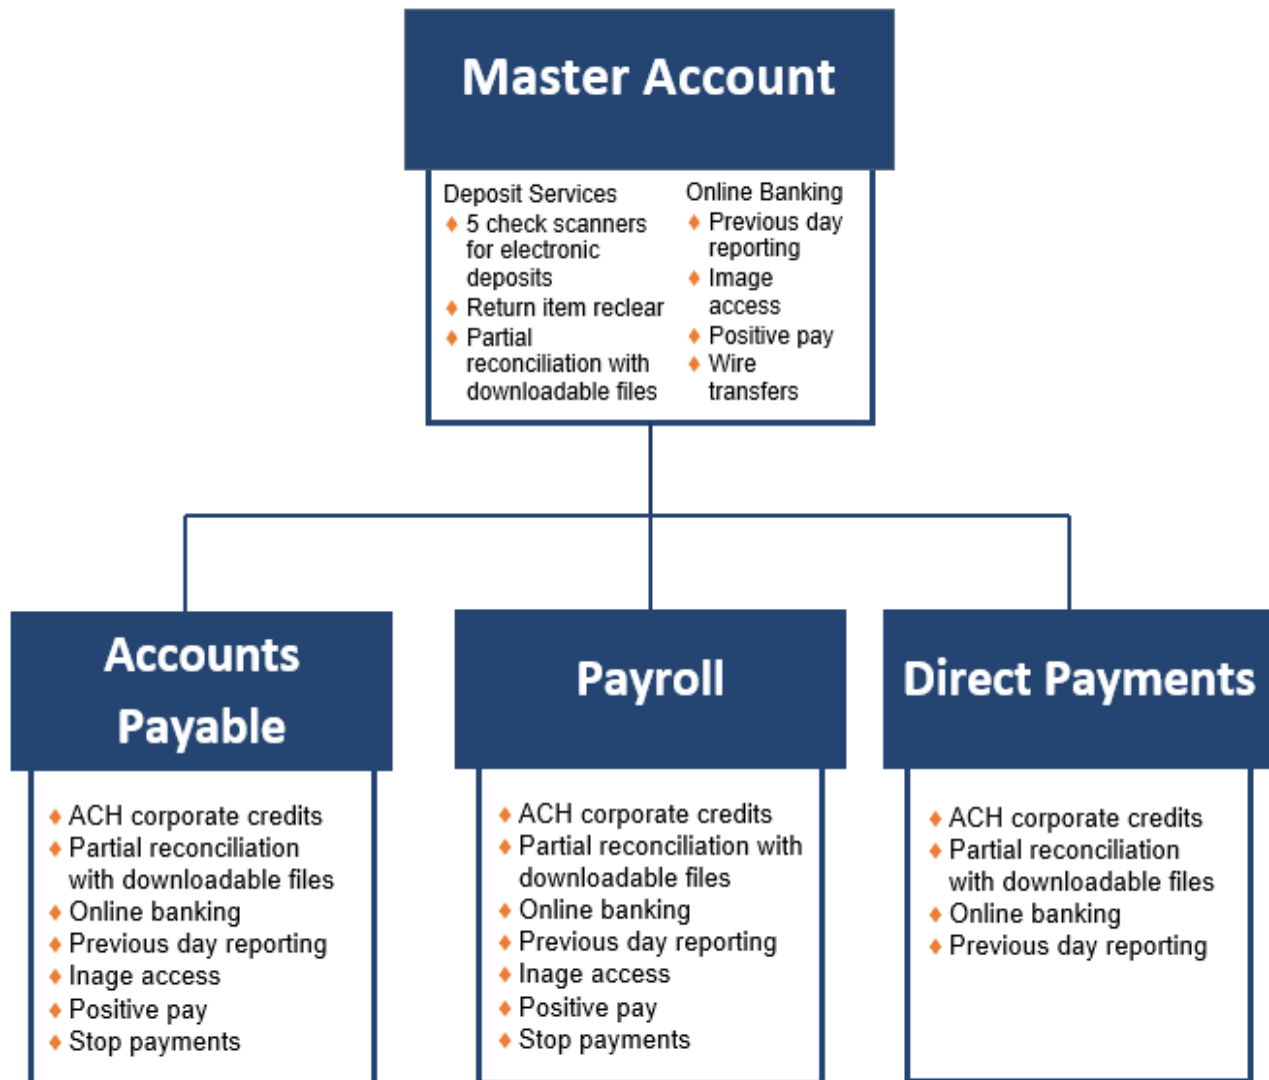 Master Account
Deposit Services
5 check scanners
for electronic
deposits
Return item reclear
Partial
reconciliation with
downloadable files
Online Banking
Previous day
reporting
Image
access
Positive pay
Wire
transfers
Accounts
Payable
ACH corporate credits
Partial reconciliation
with downloadable files
Online banking
Previous day reporting
Inage access
Positive pay
Stop payments
Payroll
ACH corporate credits
Partial reconciliation with
downloadable files
Online banking
Previous day reporting
Inage access
Positive pay
Stop payments
Direct Payments
ACH corporate credits
Partial reconciliation
with downloadable files
Online banking
Previous day reporting